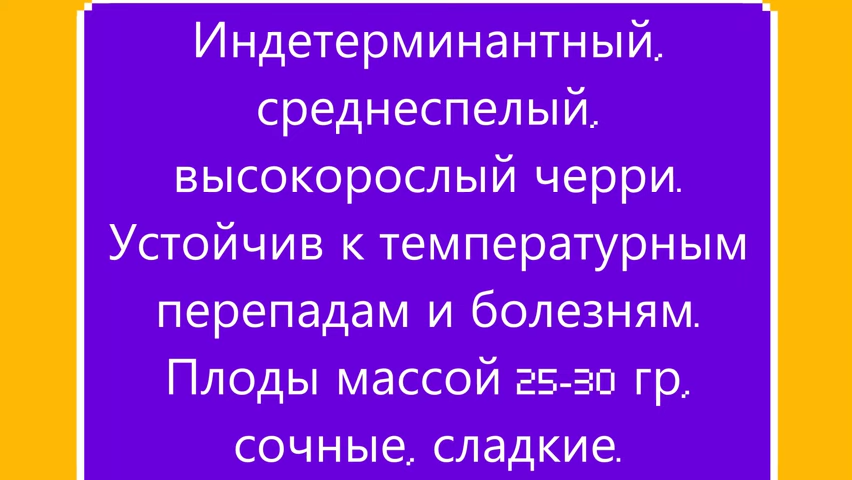 Индетерминантный,
среднеспелый,
высокорослый черри.
Устойчив к температурным
перепадам и болезням.
Плоды массой 25-30 гр,
сочные, сладкие.